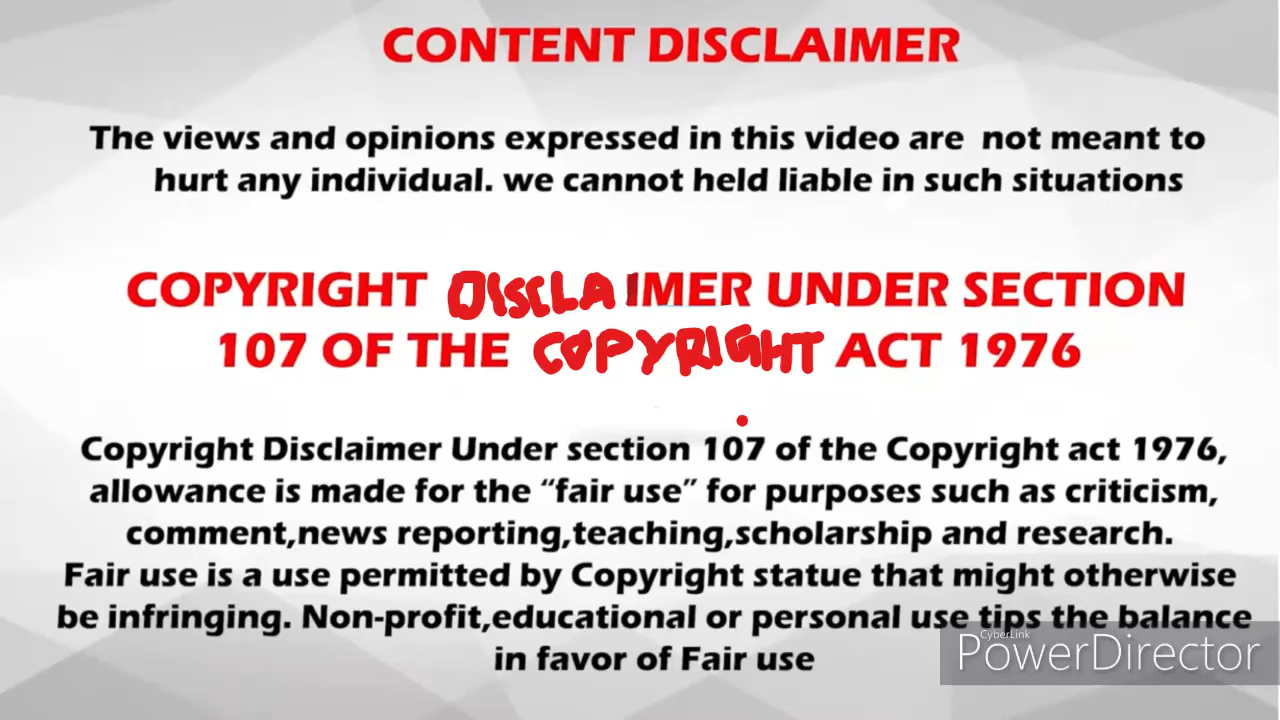 CONTENT DISCLAIMER
The views and opinions expressed in this video are not meant to
hurt any individual. we cannot held liable in such situations
COPYRIGHT DISCLAIMER UNDER SECTION
107 OF THE COPYRIGHT ACT 1976
Copyright Disclaimer Under section 107 of the Copyright act 1976,
allowance is made for the “fair use” for purposes such as criticism,
comment,news reporting,teaching,scholarship and research.
Fair use is a use permitted by Copyright statue that might otherwise
be infringing. Non-profit,educational or personal use tips the balance
in favor of Fair use
CyberLink
PowerDirector